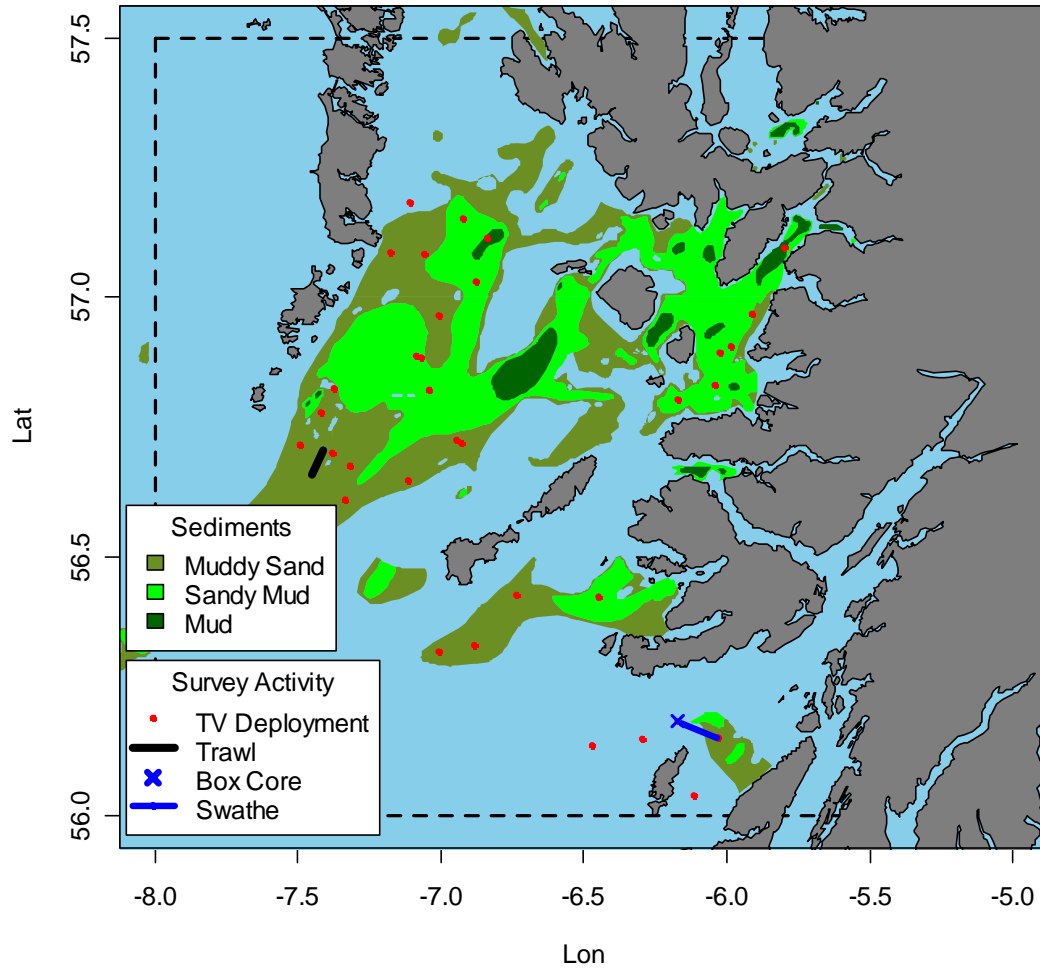 57.5
57.0
56.5
56.0
Lat
Sediments
Muddy Sand
Sandy Mud
Mud
Survey Activity
TV Deployment
Trawl
Box Core
Swathe
-8.0 -7.5 -7.0 -6.5 -6.0 -5.5 -5.0
Lon